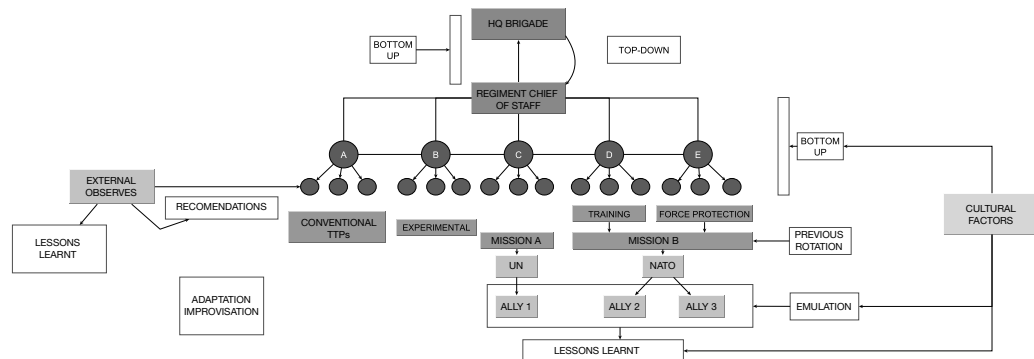 HQ BRIGADE
BOTTOM
UP
TOP-DOWN
REGIMENT CHIEF
OF STAFF
A
B
C
D
E
BOTTOM
UP
EXTERNAL
OBSERVES
RECOMENDATIONS
LESSONS
LEARNT
CONVENTIONAL
TTPs
EXPERIMENTAL
TRAINING
FORCE PROTECTION
MISSION A
MISSION B
PREVIOUS
ROTATION
CULTURAL
FACTORS
UN
NATO
ADAPTATION
IMPROVISATION
ALLY 1
ALLY 2
ALLY 3
EMULATION
LESSONS LEARNT